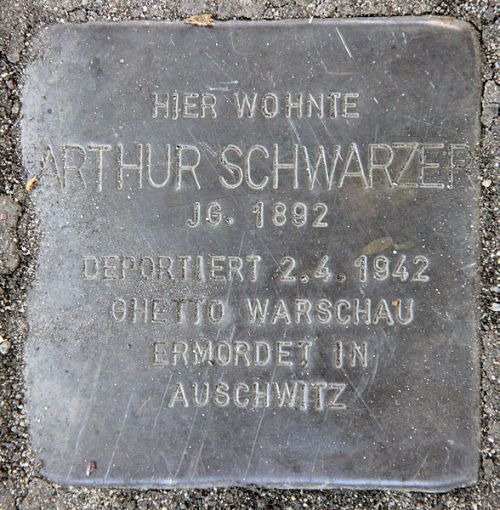 HIER WOHNTE
ARTHUR SCHWARZER
JG. 1892
DEPORTIERT 2.4.1942
GHETTO WARSCHAU
ERMORDET IN
AUSCHWITZ